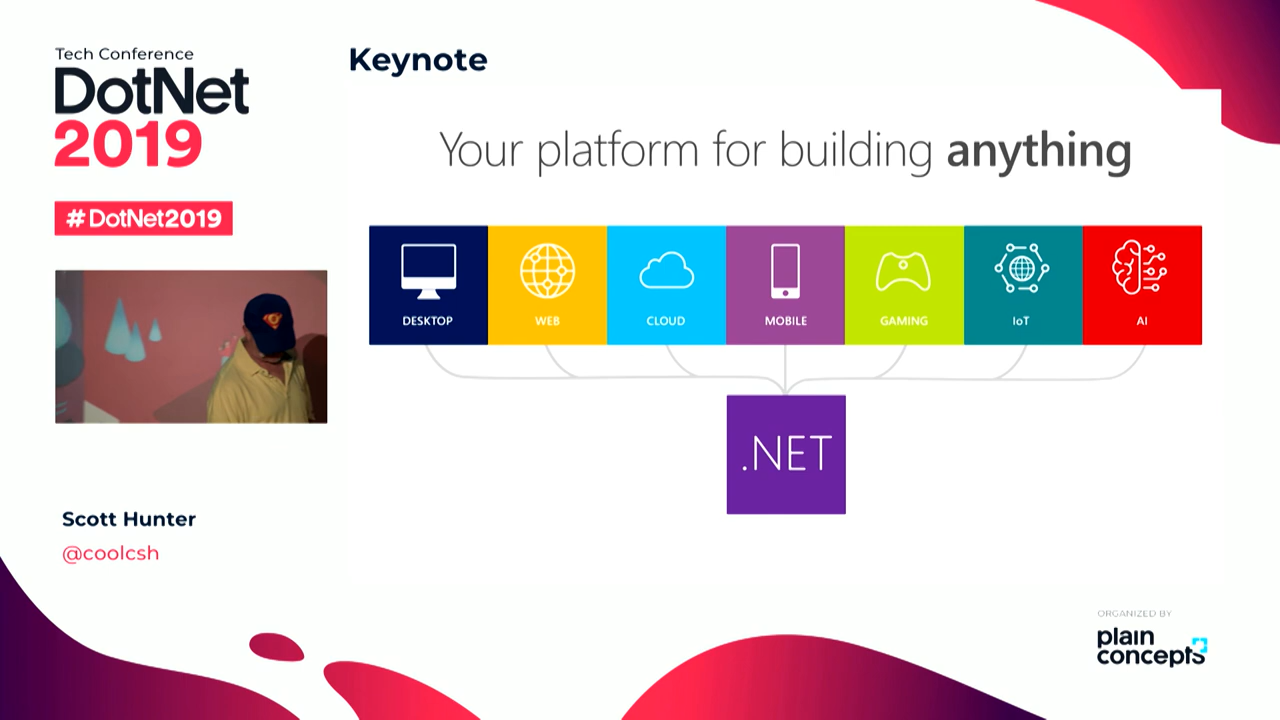 Tech Conference
DotNet
2019
#DotNet2019
Scott Hunter
@coolcsh
Keynote
Your platform for building anything
DESKTOP
WEB
CLOUD
MOBILE
GAMING
IoT
AI
.NET
ORGANIZED BY
plain
concepts